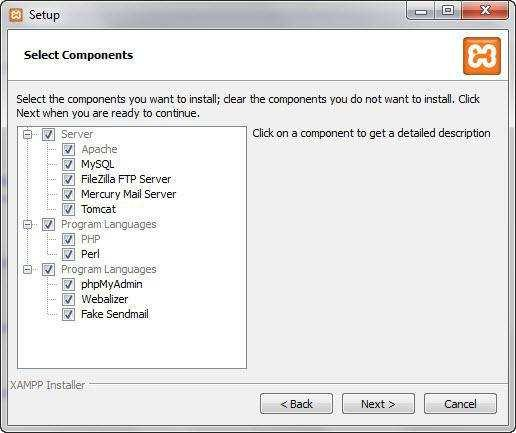 Setup
Select Components
Select the components you want to install; clear the components you do not want to install. Click
Next when you are ready to continue.
Server
Apache
MySQL
FileZilla FTP Server
Mercury Mail Server
Tomcat
Program Languages
PHP
Perl
Program Languages
phpMyAdmin
Webalizer
Fake Sendmail
Click on a component to get a detailed description
XAMPP Installer
< Back
Next >
Cancel